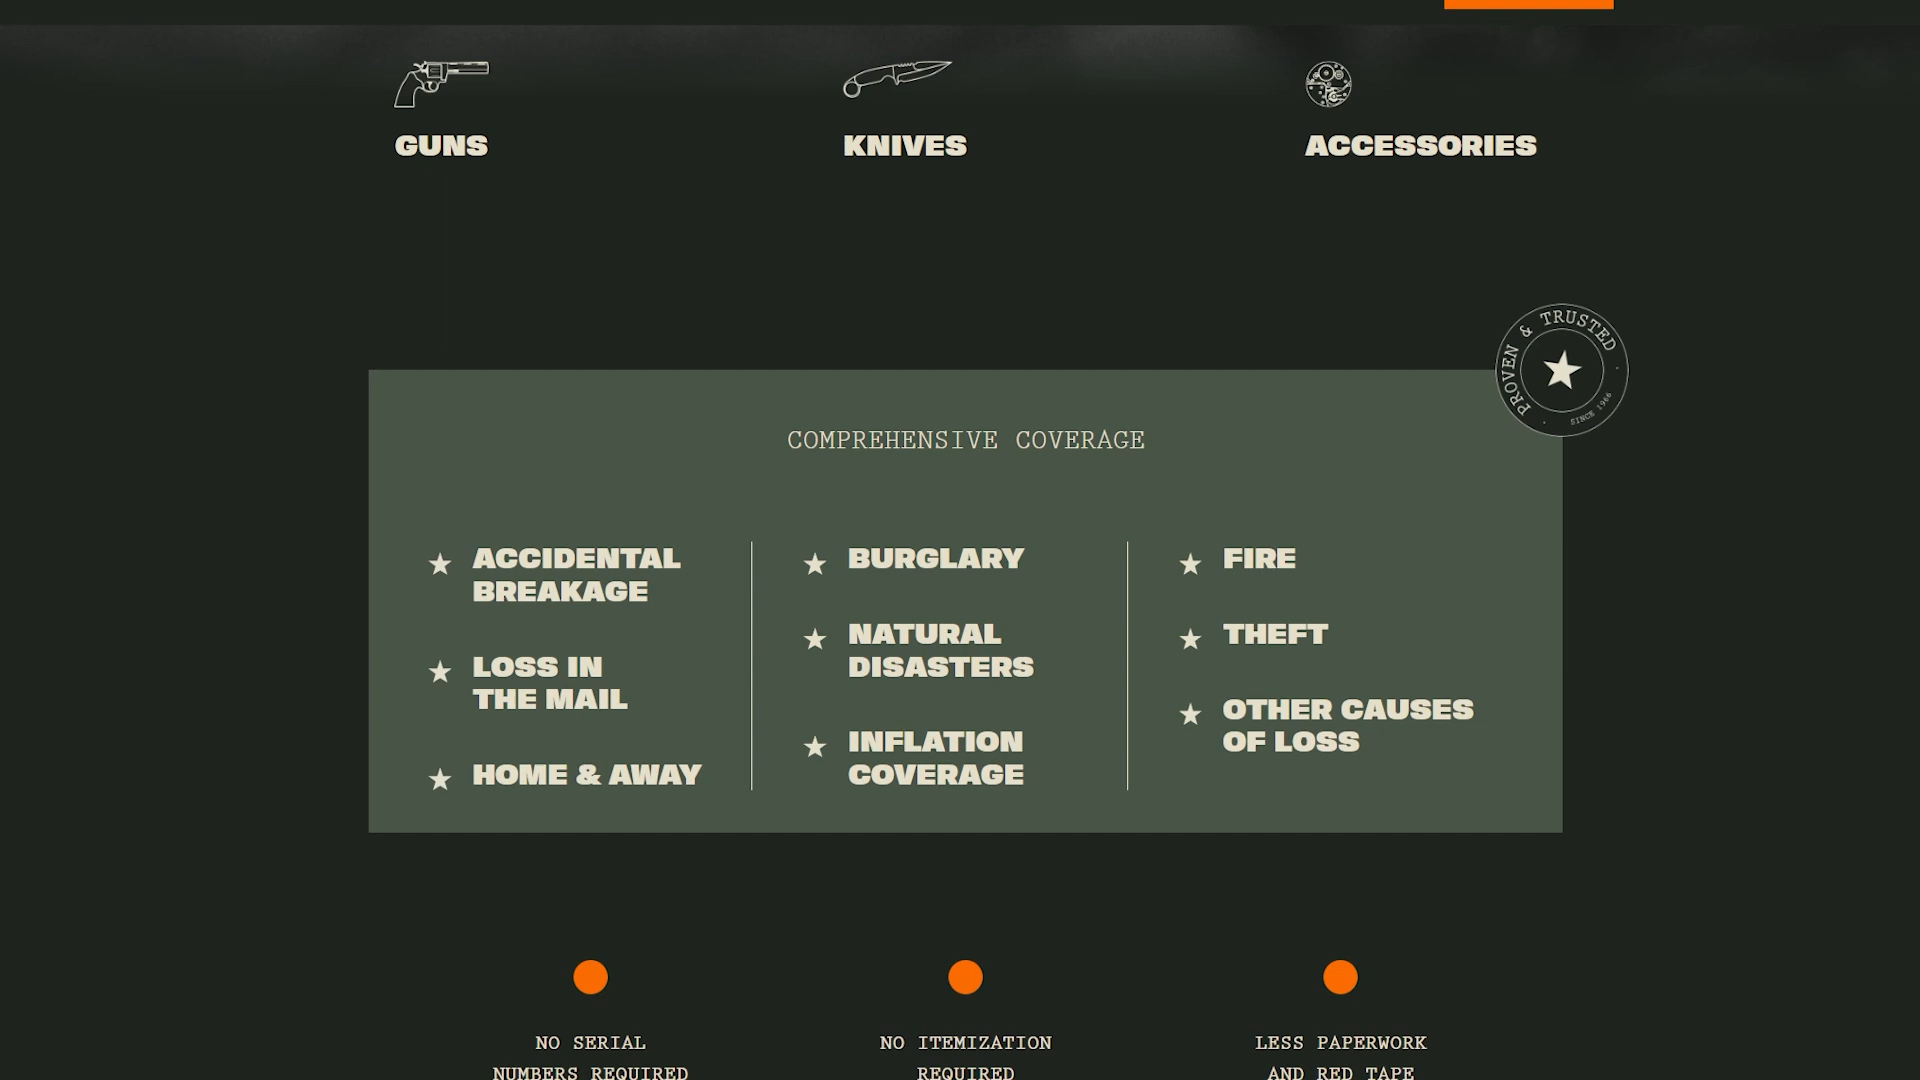 GUNS
KNIVES
ACCESSORIES
PROVEN & TRUSTED
SINCE 1966
COMPREHENSIVE COVERAGE
ACCIDENTAL
BREAKAGE
LOSS IN
THE MAIL
HOME & AWAY
BURGLARY
NATURAL
DISASTERS
INFLATION
COVERAGE
FIRE
THEFT
OTHER CAUSES
OF LOSS
NO SERIAL
NUMBERS REQUIRED
NO ITEMIZATION
REQUIRED
LESS PAPERWORK
AND RED TAPE